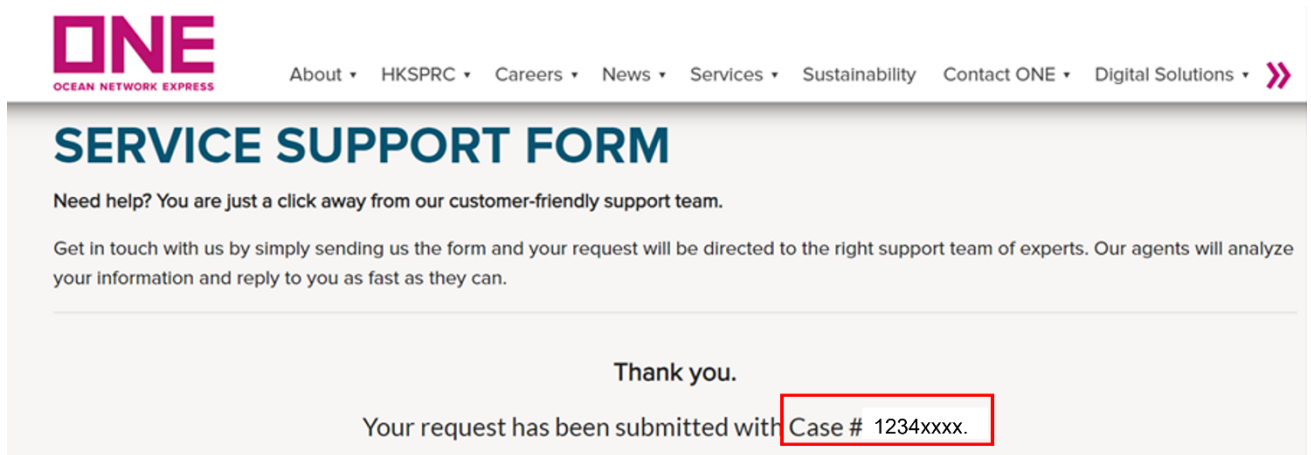 ONE
OCEAN NETWORK EXPRESS
About ▾ HKSPRC ▾ Careers ▾ News ▾ Services ▾ Sustainability Contact ONE ▾ Digital Solutions ▾ »
SERVICE SUPPORT FORM
Need help? You are just a click away from our customer-friendly support team.
Get in touch with us by simply sending us the form and your request will be directed to the right support team of experts. Our agents will analyze
your information and reply to you as fast as they can.
Thank you.
Your request has been submitted with Case # 1234xxxx.